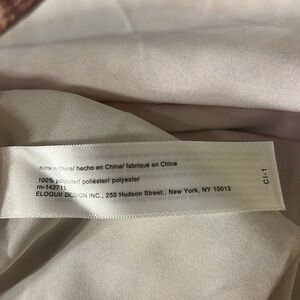 made in China/ hecho en China/ fabriqué en Chine
100% polyester/ poliéster/ polyester
rn-142711
ELOQUII DESIGN INC., 250 Hudson Street., New York, NY 10013
CI-1